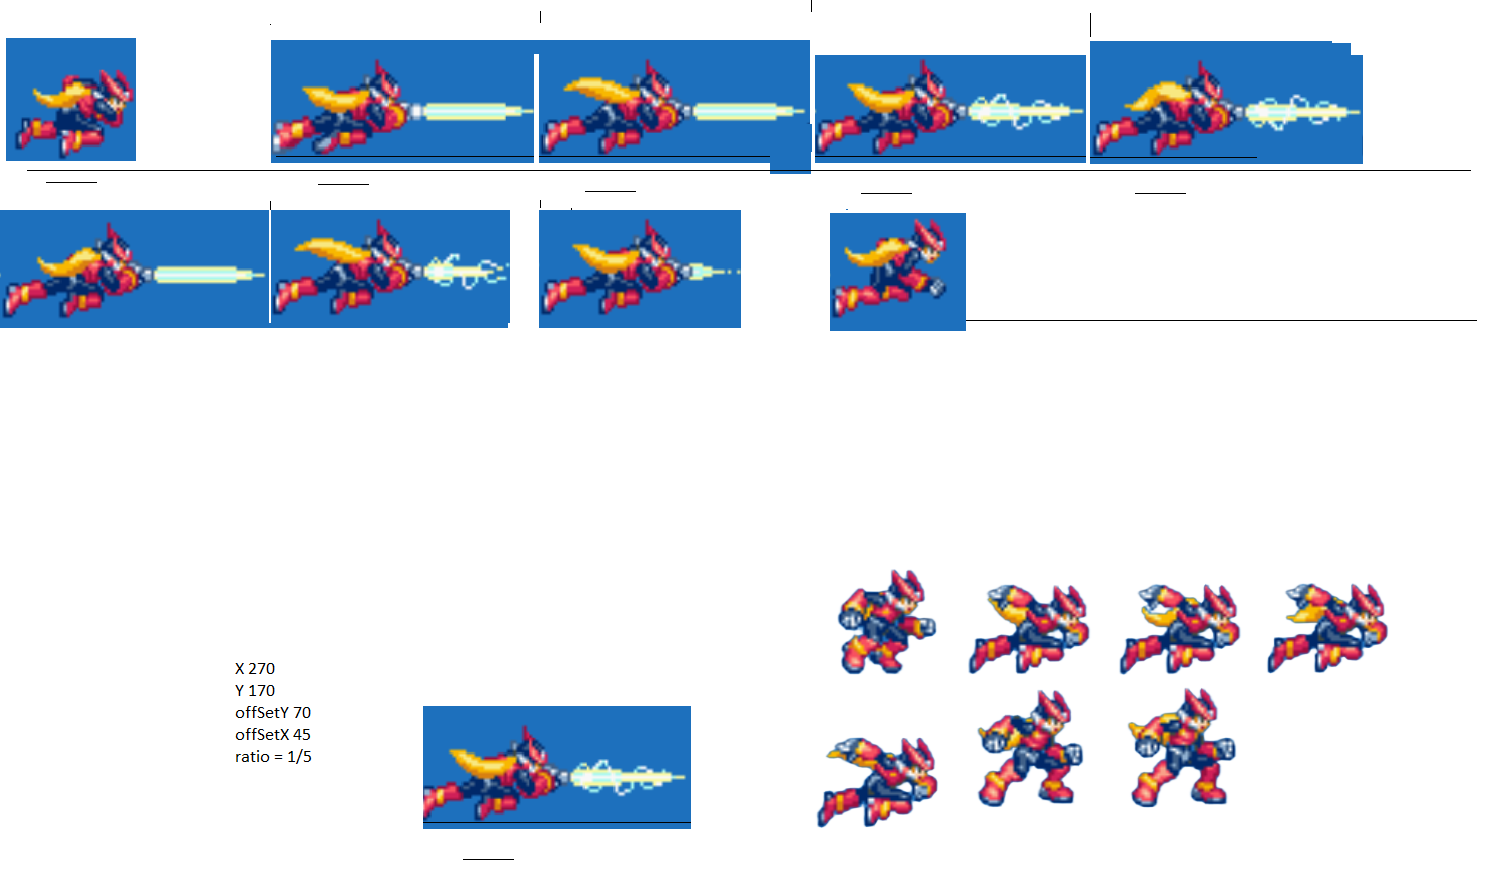 X 270
Y 170
offSetY 70
offSetX 45
ratio = 1/5